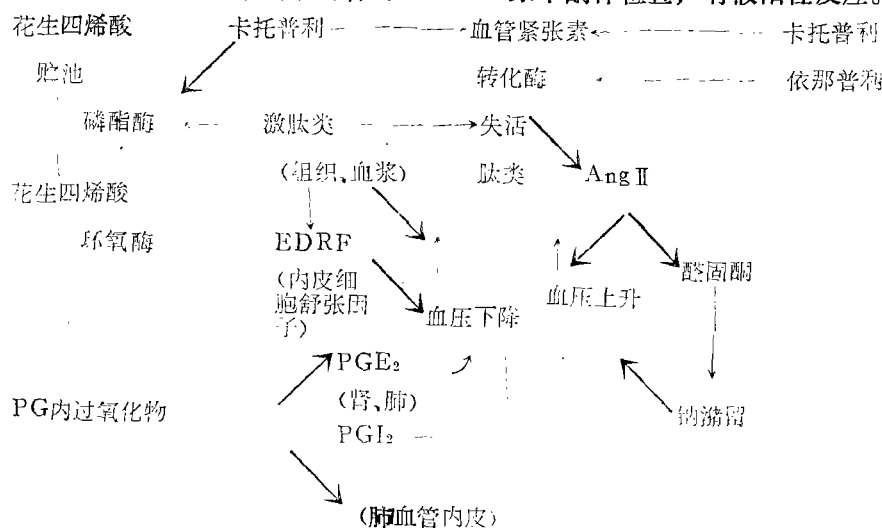 花生四烯酸 卡托普利 血管紧张素 卡托普利
贮池 转化酶 依那普利
磷酯酶 激肽类 失活
(组织、血浆) 肽类 AngⅡ
花生四烯酸
环氧酶 EDRF 醛固酮
(内皮细
胞舒张因
子) 血压下降 血压上升
PGE₂
PG内过氧化物 (肾、肺) 钠潴留
PGI₂
(肺血管内皮)